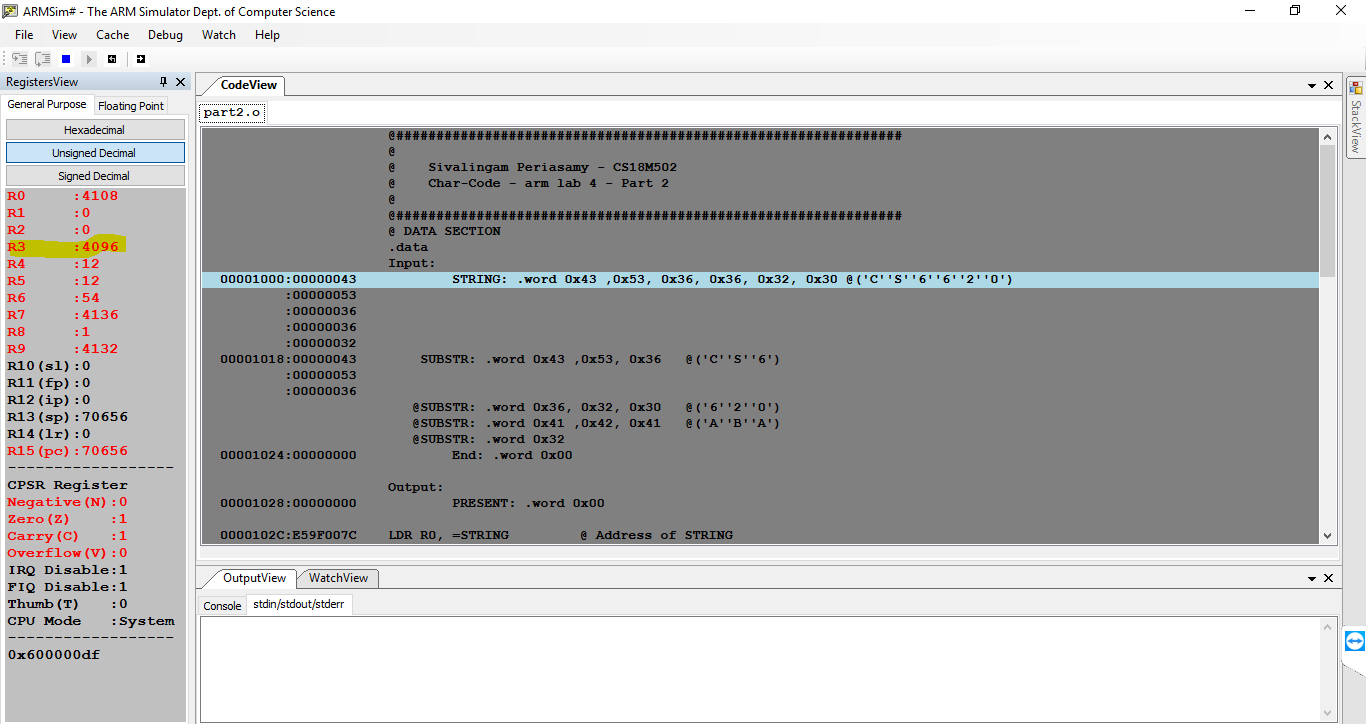 ARMSim# - The ARM Simulator Dept. of Computer Science
File View Cache Debug Watch Help
RegistersView
General Purpose Floating Point
Hexadecimal
Unsigned Decimal
Signed Decimal
R0 :4108
R1 :0
R2 :0
R3 :4096
R4 :12
R5 :12
R6 :54
R7 :4136
R8 :1
R9 :4132
R10(sl):0
R11(fp):0
R12(ip):0
R13(sp):70656
R14(lr):0
R15(pc):70656
------------------
CPSR Register
Negative(N):0
Zero(Z) :1
Carry(C) :1
Overflow(V):0
IRQ Disable:1
FIQ Disable:1
Thumb(T) :0
CPU Mode :System
------------------
0x600000df
CodeView
part2.o
@###############################################################
@
@ Sivalingam Periasamy - CS18M502
@ Char-Code - arm lab 4 - Part 2
@
@###############################################################
@ DATA SECTION
.data
Input:
00001000:00000043 STRING: .word 0x43 ,0x53, 0x36, 0x36, 0x32, 0x30 @('C''S''6''6''2''0')
:00000053
:00000036
:00000036
:00000032
00001018:00000043 SUBSTR: .word 0x43 ,0x53, 0x36 @('C''S''6')
:00000053
:00000036
@SUBSTR: .word 0x36, 0x32, 0x30 @('6''2''0')
@SUBSTR: .word 0x41 ,0x42, 0x41 @('A''B''A')
@SUBSTR: .word 0x32
00001024:00000000 End: .word 0x00
Output:
00001028:00000000 PRESENT: .word 0x00
0000102C:E59F007C LDR R0, =STRING @ Address of STRING
OutputView WatchView
Console stdin/stdout/stderr
StackView